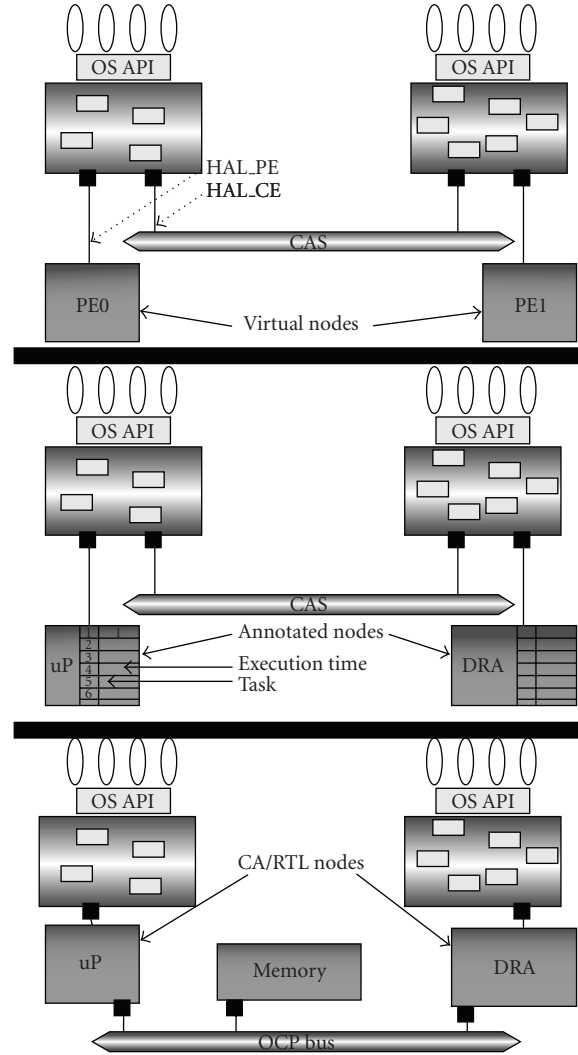 OS API
OS API
HAL_PE
HAL_CE
CAS
PE0
PE1
Virtual nodes
OS API
OS API
CAS
uP
1 1
2
3
4
5
6
Annotated nodes
Execution time
Task
DRA
OS API
OS API
CA/RTL nodes
uP
Memory
DRA
OCP bus